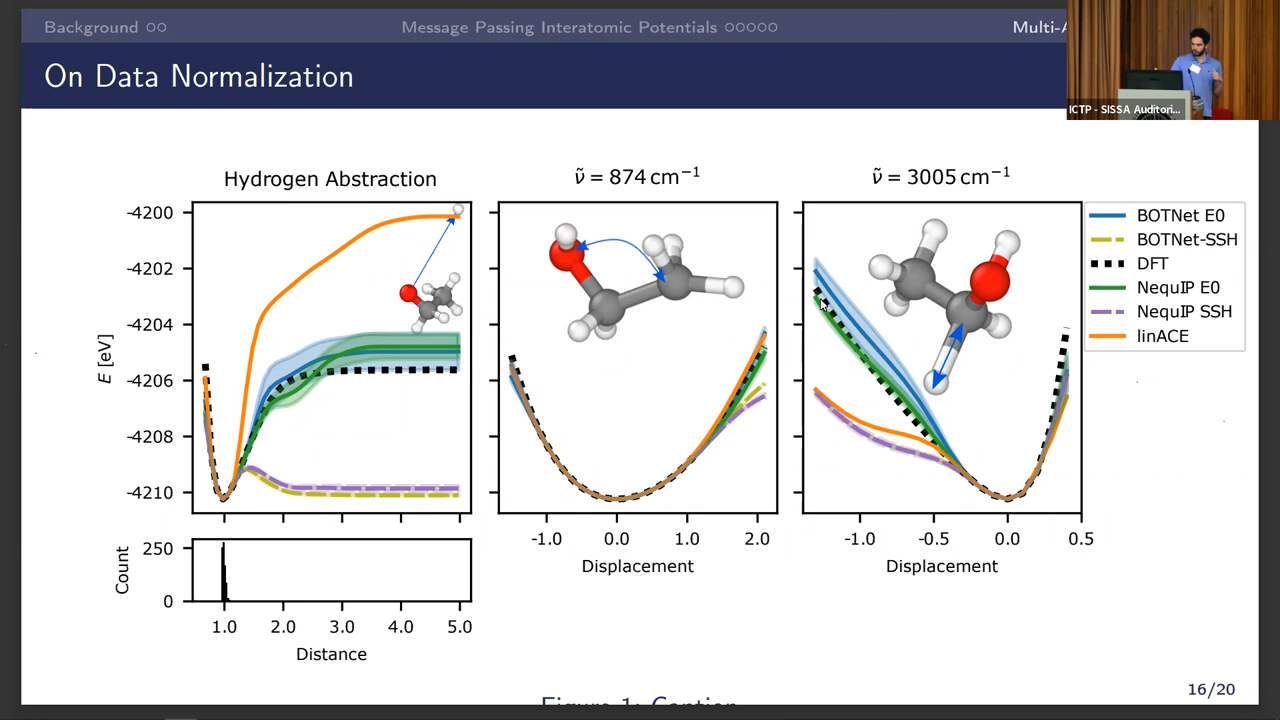 Background
Message Passing Interatomic Potentials
Multi-A
On Data Normalization
ICTP - SISSA Auditori...
Hydrogen Abstraction
ν̃ = 874 cm⁻¹
ν̃ = 3005 cm⁻¹
E [eV]
-4200
-4202
-4204
-4206
-4208
-4210
BOTNet E0
BOTNet-SSH
DFT
NequIP E0
NequIP SSH
linACE
-1.0 0.0 1.0 2.0
Displacement
-1.0 -0.5 0.0 0.5
Displacement
Count
250
0
1.0 2.0 3.0 4.0 5.0
Distance
Figure 1: Caption
16/20